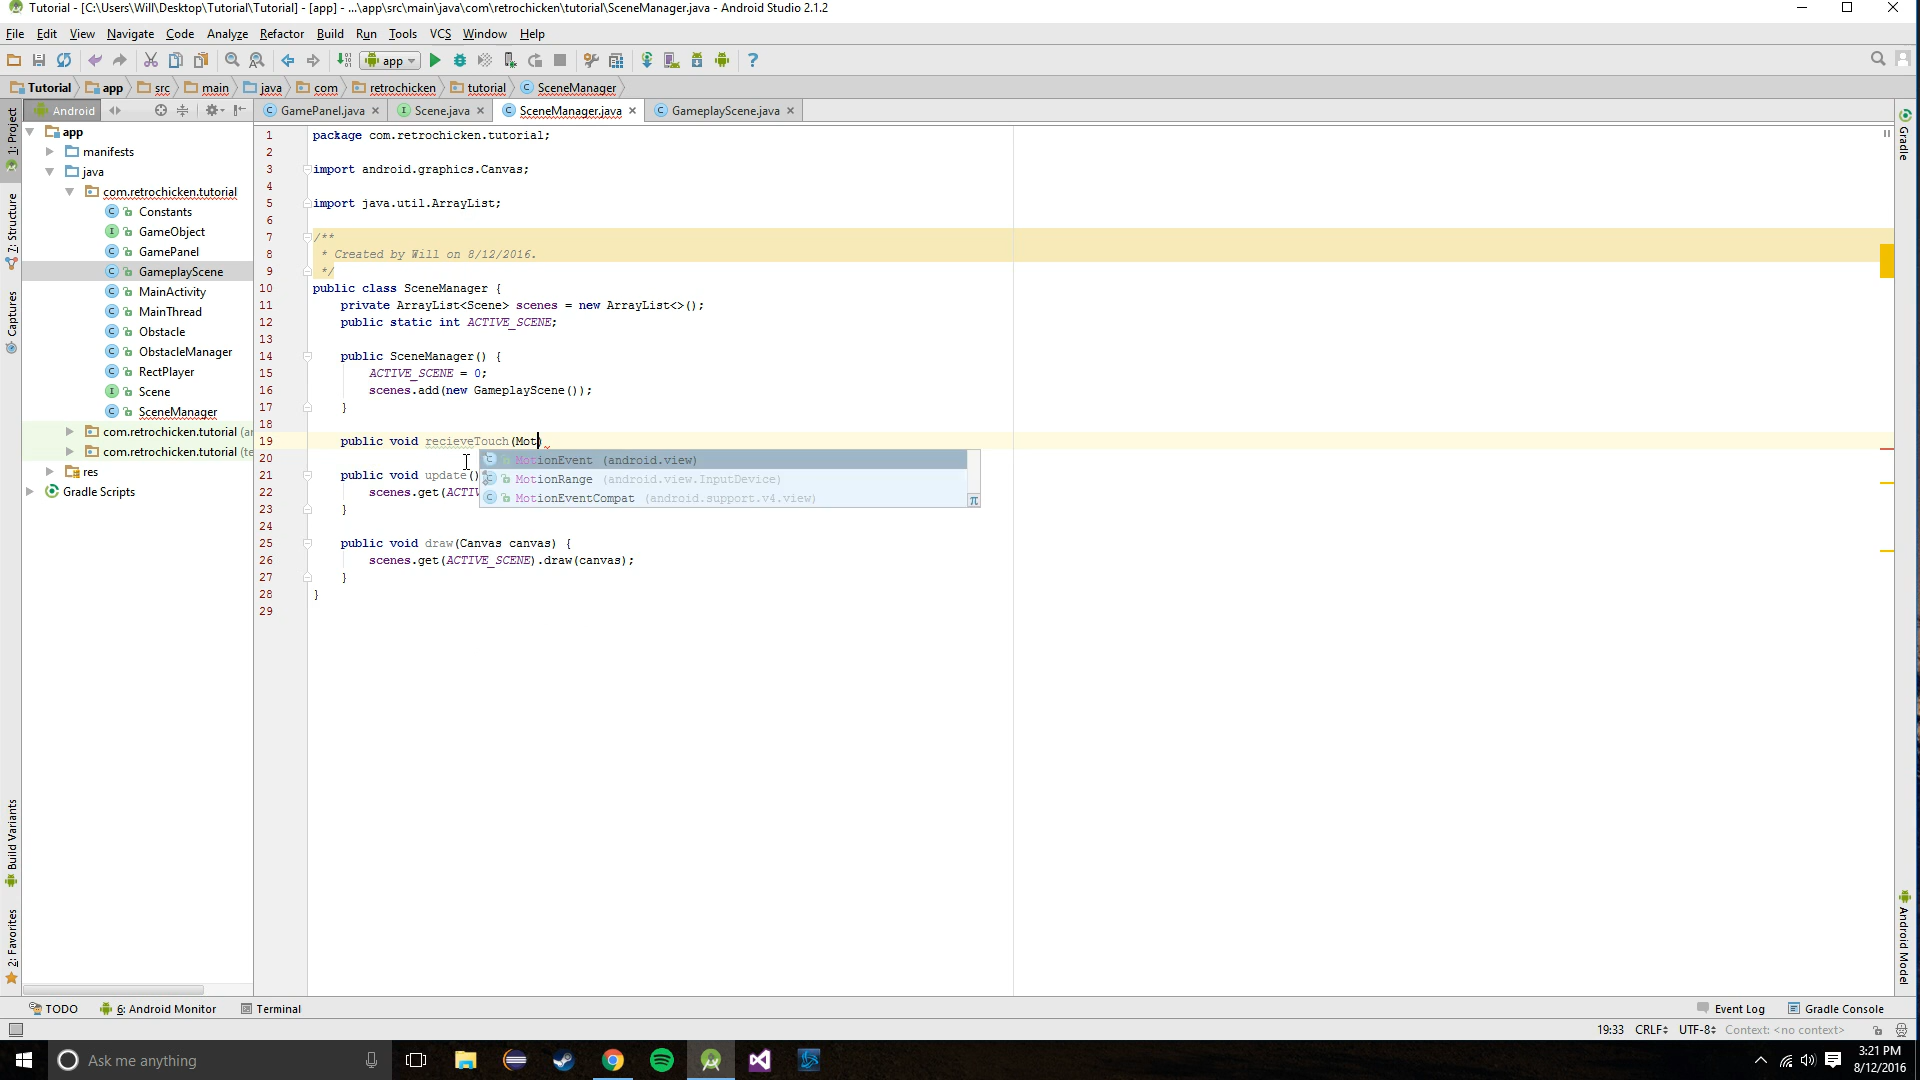 Tutorial - [C:\Users\Will\Desktop\Tutorial\Tutorial] - [app] - ...\app\src\main\java\com\retrochicken\tutorial\SceneManager.java - Android Studio 2.1.2
File Edit View Navigate Code Analyze Refactor Build Run Tools VCS Window Help
app
Tutorial app src main java com retrochicken tutorial SceneManager
Android
GamePanel.java Scene.java SceneManager.java GameplayScene.java
1: Project
7: Structure
Captures
Build Variants
2: Favorites
Gradle
Android Model
app
manifests
java
com.retrochicken.tutorial
Constants
GameObject
GamePanel
GameplayScene
MainActivity
MainThread
Obstacle
ObstacleManager
RectPlayer
Scene
SceneManager
com.retrochicken.tutorial (ar
com.retrochicken.tutorial (te
res
Gradle Scripts
1 package com.retrochicken.tutorial;
2
3 import android.graphics.Canvas;
4
5 import java.util.ArrayList;
6
7 /**
8 * Created by Will on 8/12/2016.
9 */
10 public class SceneManager {
11 private ArrayList<Scene> scenes = new ArrayList<>();
12 public static int ACTIVE_SCENE;
13
14 public SceneManager() {
15 ACTIVE_SCENE = 0;
16 scenes.add(new GameplayScene());
17 }
18
19 public void recieveTouch(Mot)
20
21 public void update()
22 scenes.get(ACTIV
23 }
24
25 public void draw(Canvas canvas) {
26 scenes.get(ACTIVE_SCENE).draw(canvas);
27 }
28 }
29
MotionEvent (android.view)
MotionRange (android.view.InputDevice)
MotionEventCompat (android.support.v4.view)
π
TODO 6: Android Monitor Terminal Event Log Gradle Console
19:33 CRLF UTF-8 Context: <no context>
Ask me anything
3:21 PM
8/12/2016